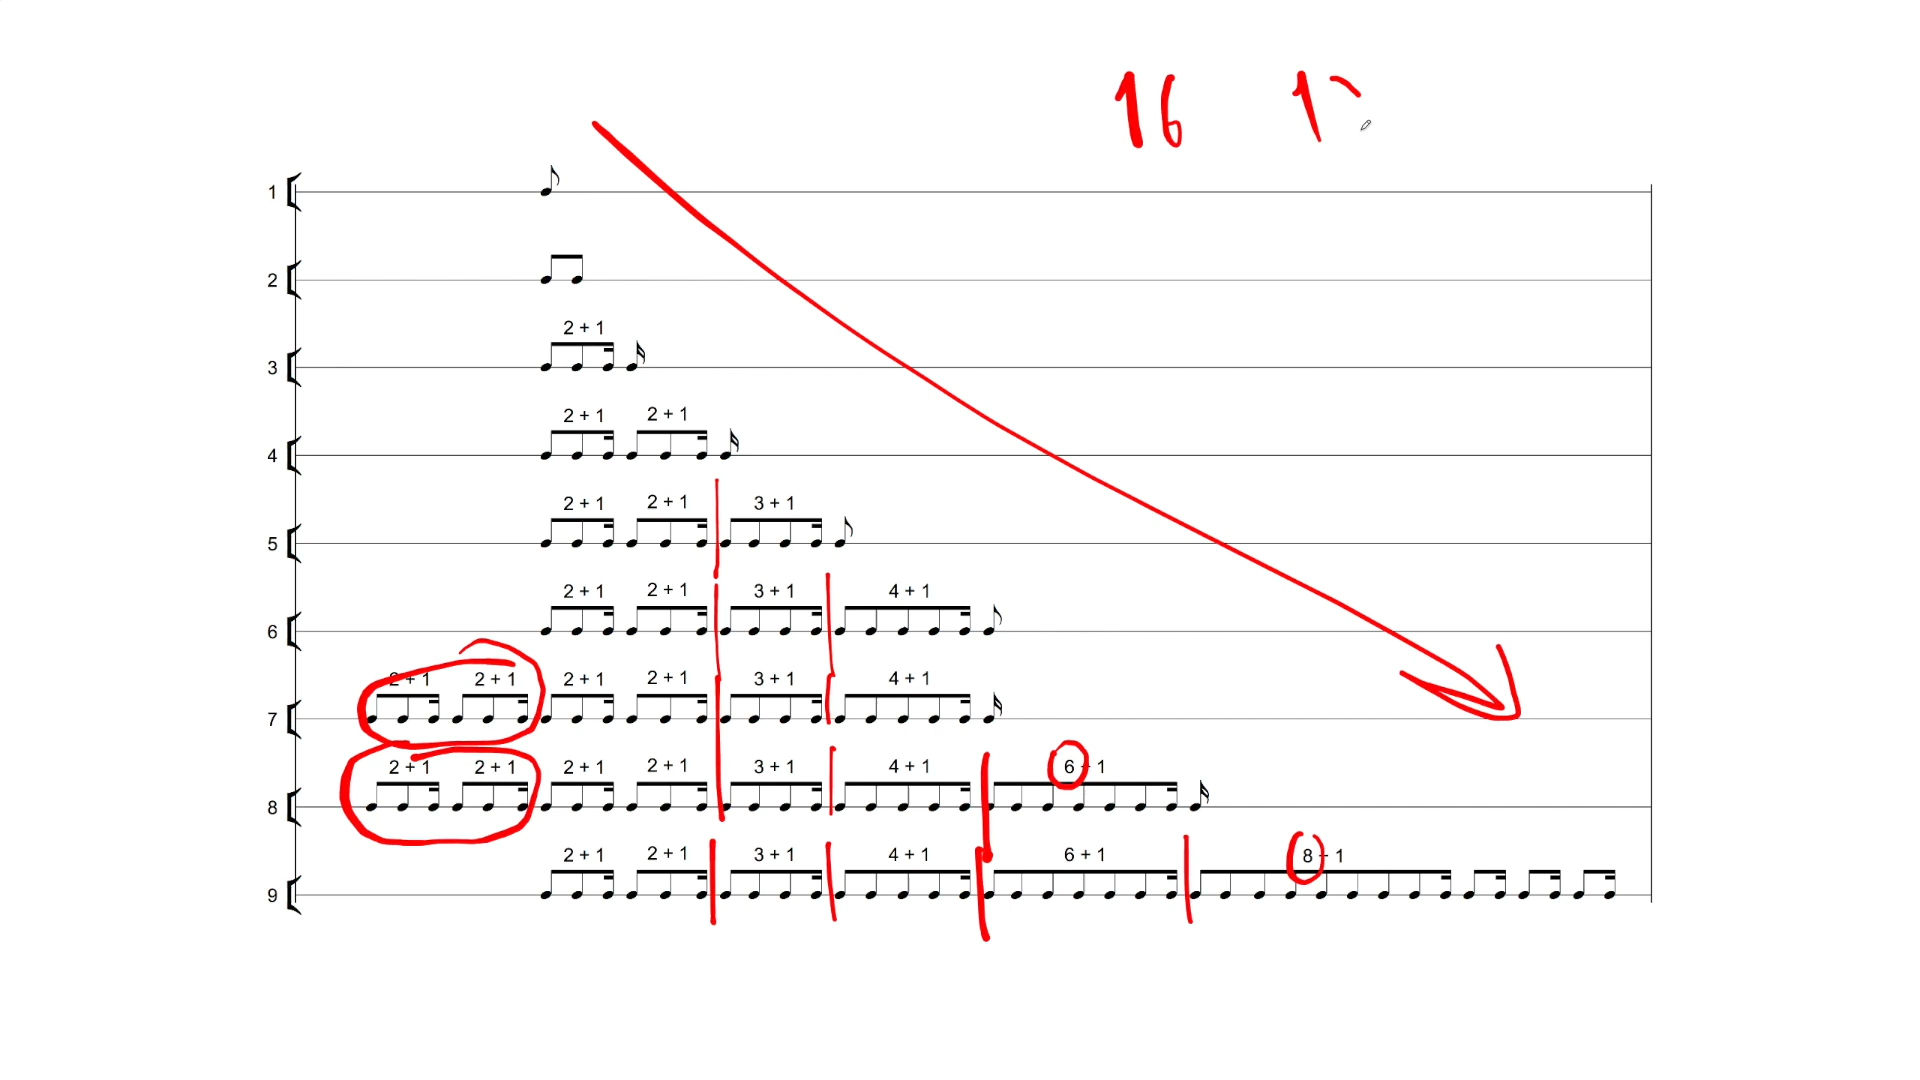 16 1
1
2
2 + 1
3
2 + 1 2 + 1
4
2 + 1 2 + 1 3 + 1
5
2 + 1 2 + 1 3 + 1 4 + 1
6
2 + 1 2 + 1 2 + 1 2 + 1 3 + 1 4 + 1
7
2 + 1 2 + 1 2 + 1 2 + 1 3 + 1 4 + 1 6 + 1
8
2 + 1 2 + 1 3 + 1 4 + 1 6 + 1 8 + 1
9